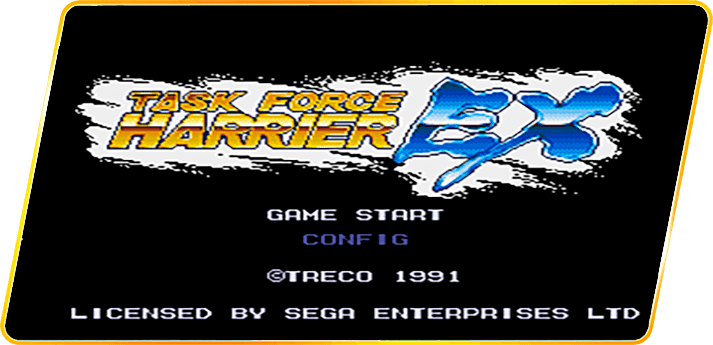 TASK FORCE
HARRIER EX
GAME START
CONFIG
©TRECO 1991
LICENSED BY SEGA ENTERPRISES LTD